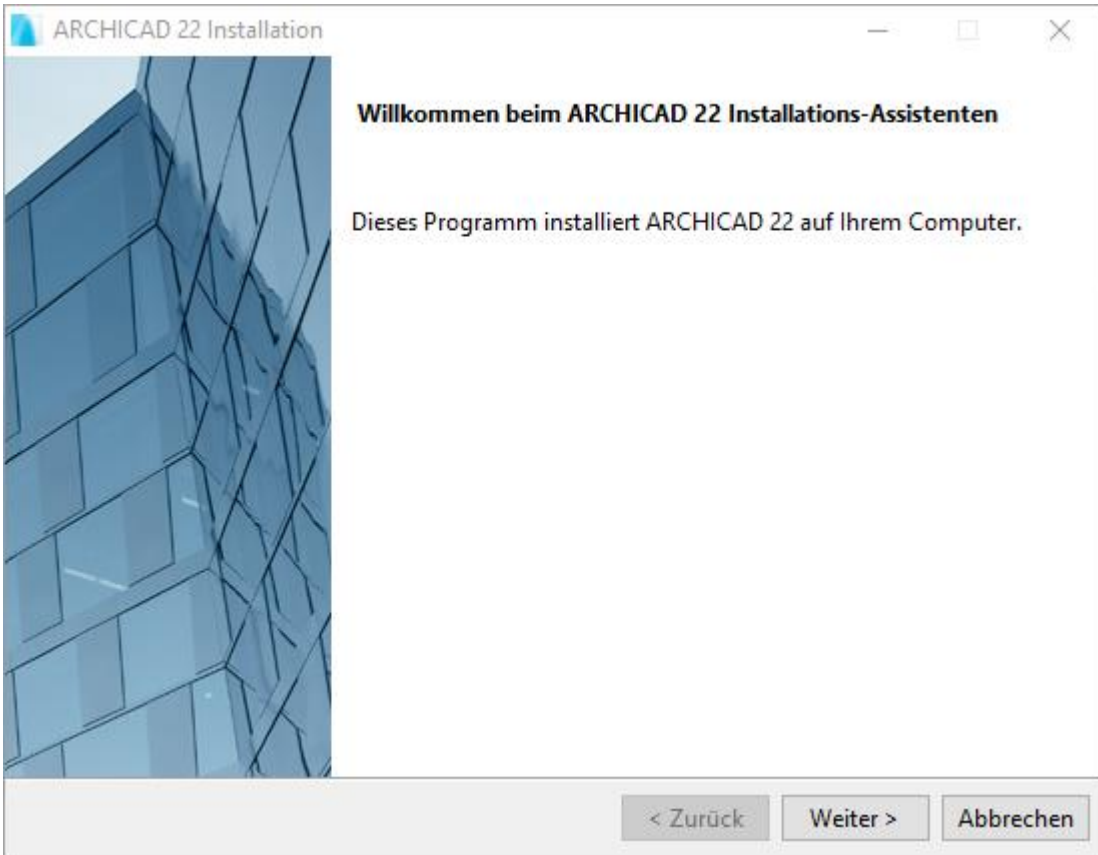 ARCHICAD 22 Installation
Willkommen beim ARCHICAD 22 Installations-Assistenten
Dieses Programm installiert ARCHICAD 22 auf Ihrem Computer.
< Zurück
Weiter >
Abbrechen